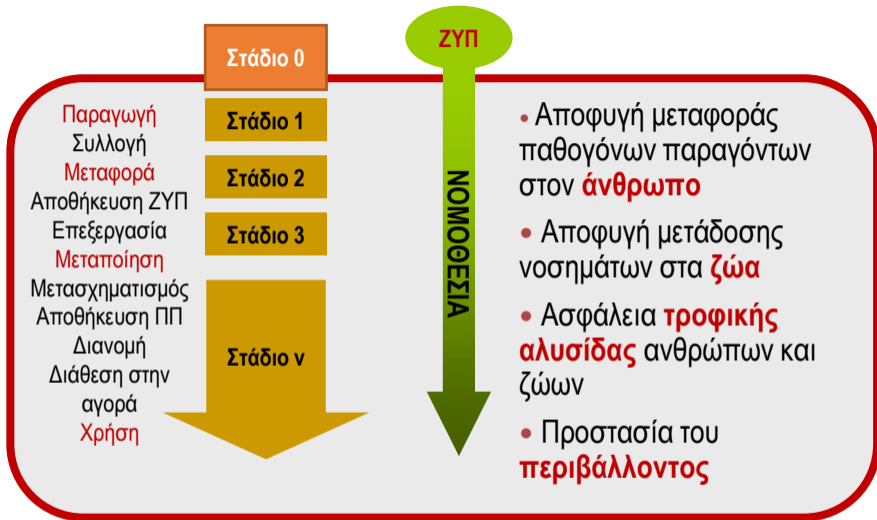 Στάδιο 0
Παραγωγή
Συλλογή
Μεταφορά
Αποθήκευση ΖΥΠ
Επεξεργασία
Μεταποίηση
Μετασχηματισμός
Αποθήκευση ΠΠ
Διανομή
Διάθεση στην
αγορά
Χρήση
Στάδιο 1
Στάδιο 2
Στάδιο 3
Στάδιο ν
ΖΥΠ
ΝΟΜΟΘΕΣΙΑ
• Αποφυγή μεταφοράς
παθογόνων παραγόντων
στον άνθρωπο
• Αποφυγή μετάδοσης
νοσημάτων στα ζώα
• Ασφάλεια τροφικής
αλυσίδας ανθρώπων και
ζώων
• Προστασία του
περιβάλλοντος